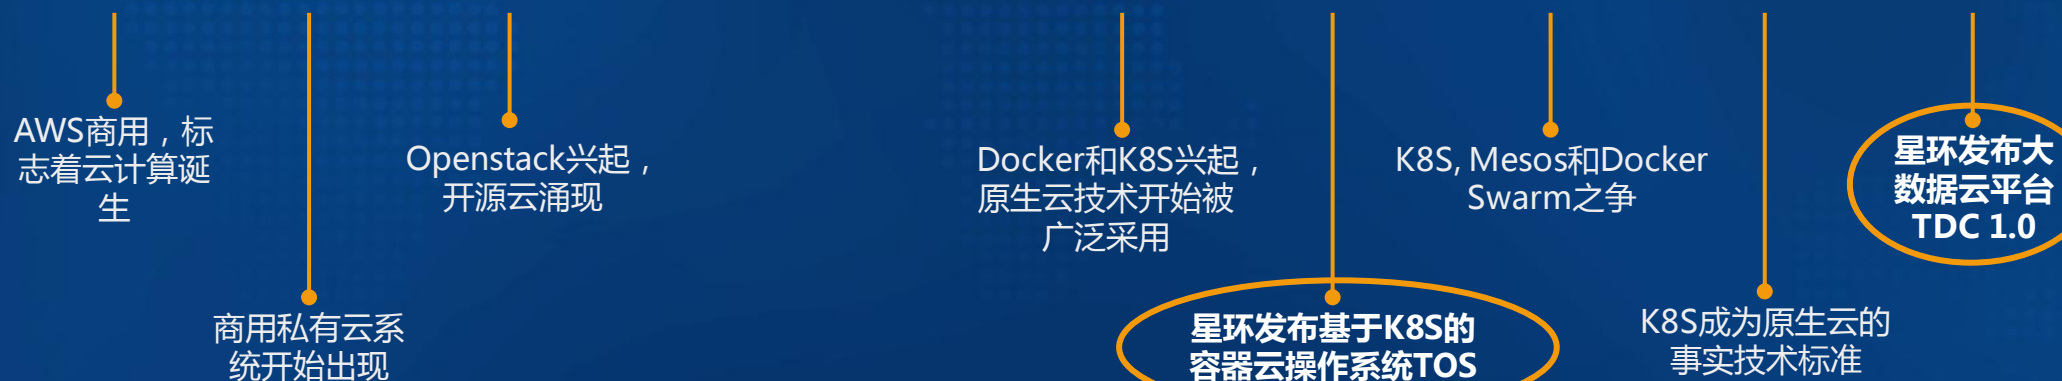 AWS商用，标
志着云计算诞
生
商用私有云系
统开始出现
Openstack兴起，
开源云涌现
Docker和K8S兴起，
原生云技术开始被
广泛采用
星环发布基于K8S的
容器云操作系统TOS
K8S, Mesos和Docker
Swarm之争
K8S成为原生云的
事实技术标准
星环发布大
数据云平台
TDC 1.0